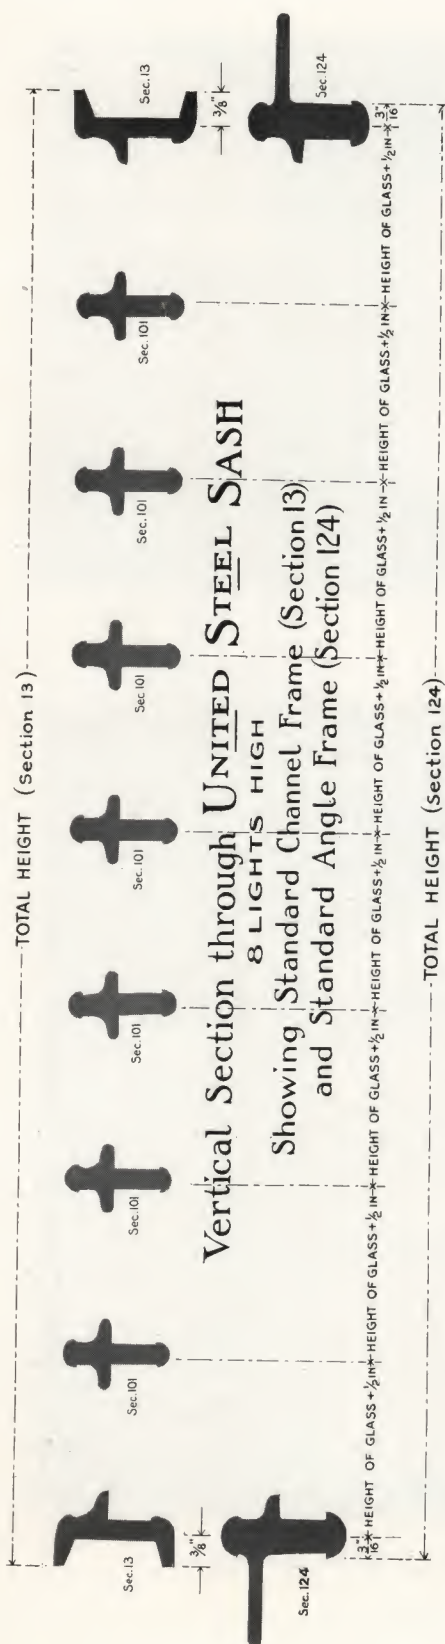 TOTAL HEIGHT (Section 13)
Sec. 13
Sec. 101
Sec. 101
Sec. 101
Sec. 101
Sec. 101
Sec. 101
Sec. 101
Sec. 13
3/8"
3/8"
Vertical Section through UNITED STEEL SASH
8 LIGHTS HIGH
Showing Standard Channel Frame (Section 13)
and Standard Angle Frame (Section 124)
Sec. 124
Sec. 124
3"/16 HEIGHT OF GLASS + 1/2 IN HEIGHT OF GLASS + 1/2 IN HEIGHT OF GLASS + 1/2 IN HEIGHT OF GLASS + 1/2 IN HEIGHT OF GLASS + 1/2 IN HEIGHT OF GLASS + 1/2 IN HEIGHT OF GLASS + 1/2 IN HEIGHT OF GLASS + 1/2 IN 3"/16
TOTAL HEIGHT (Section 124)